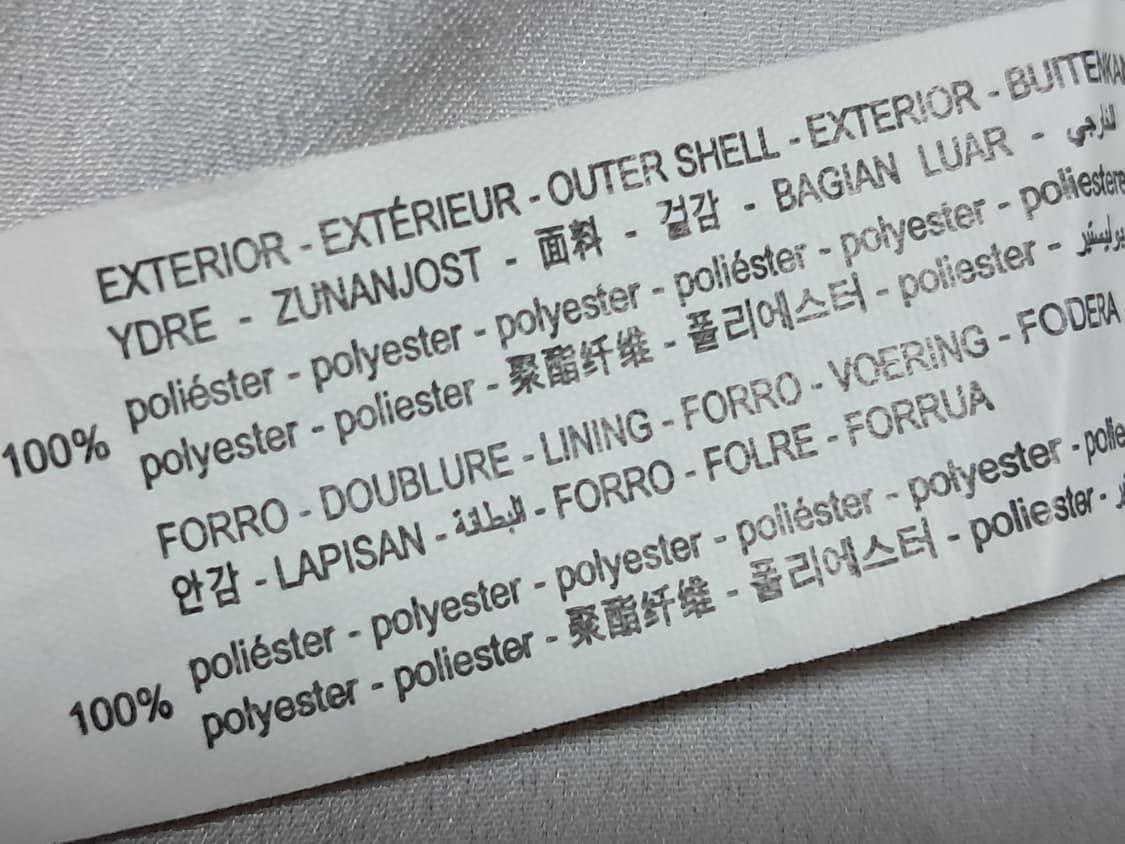 EXTERIOR - EXTÉRIEUR - OUTER SHELL - EXTERIOR - BUITENKAN
YDRE - ZUNANJOST - 面料 - 겉감 - BAGIAN LUAR -
poliéster - polyester - polyester - poliéster - polyester - poliestere
100% polyester - poliester - 聚酯纤维 - 폴리에스터 - poliester - بوليستر
FORRO - DOUBLURE - LINING - FORRO - VOERING - FODERA
안감 - LAPISAN - البطانة - FORRO - FOLRE - FORRUA
poliéster - polyester - polyester - poliéster - polyester - polie
100% polyester - poliester - 聚酯纤维 - 폴리에스터 - poliester -